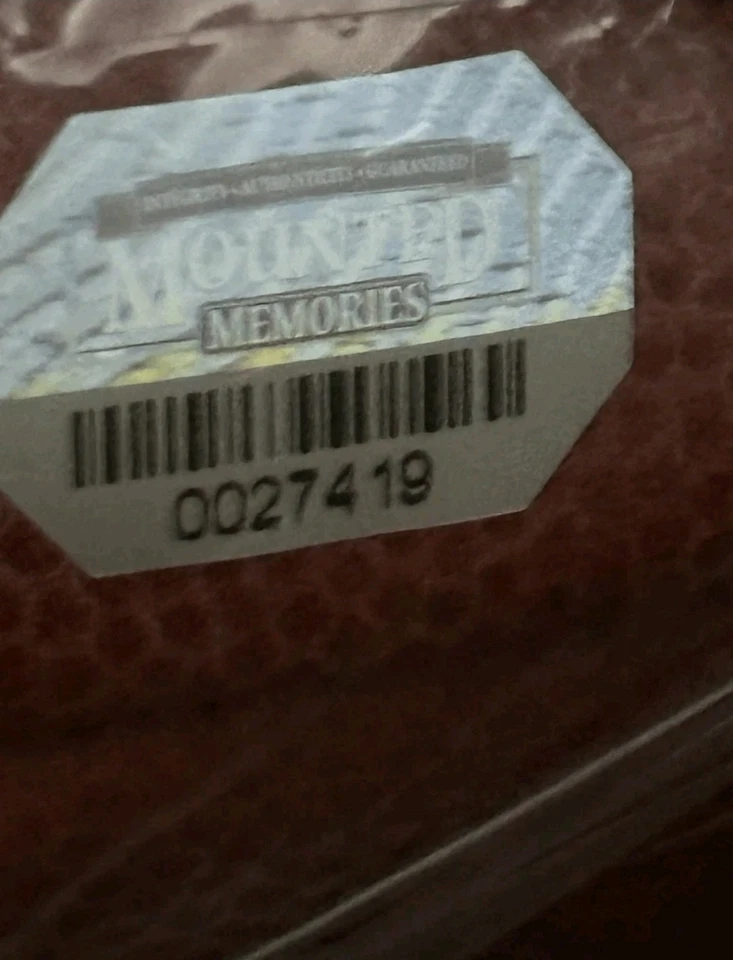 INTEGRITY • AUTHENTICITY • GUARANTEED
MOUNTED
MEMORIES
0027419